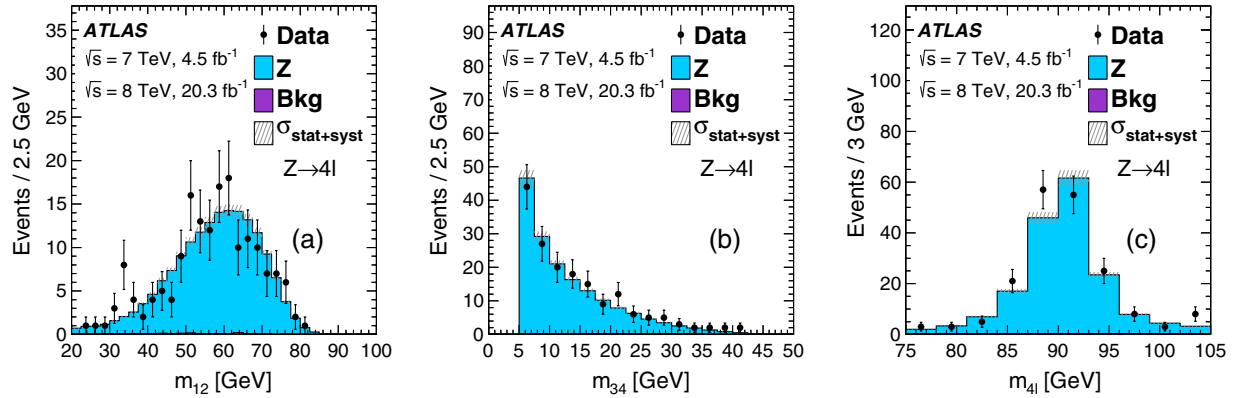 ATLAS
√s = 7 TeV, 4.5 fb⁻¹
√s = 8 TeV, 20.3 fb⁻¹
Data
Z
Bkg
σstat+syst
Z→4l
(a)
Events / 2.5 GeV
35
30
25
20
15
10
5
0
20 30 40 50 60 70 80 90 100
m12 [GeV]
ATLAS
√s = 7 TeV, 4.5 fb⁻¹
√s = 8 TeV, 20.3 fb⁻¹
Data
Z
Bkg
σstat+syst
Z→4l
(b)
Events / 2.5 GeV
90
80
70
60
50
40
30
20
10
0
0 5 10 15 20 25 30 35 40 45 50
m34 [GeV]
ATLAS
√s = 7 TeV, 4.5 fb⁻¹
√s = 8 TeV, 20.3 fb⁻¹
Data
Z
Bkg
σstat+syst
Z→4l
(c)
Events / 3 GeV
120
100
80
60
40
20
0
75 80 85 90 95 100 105
m4l [GeV]